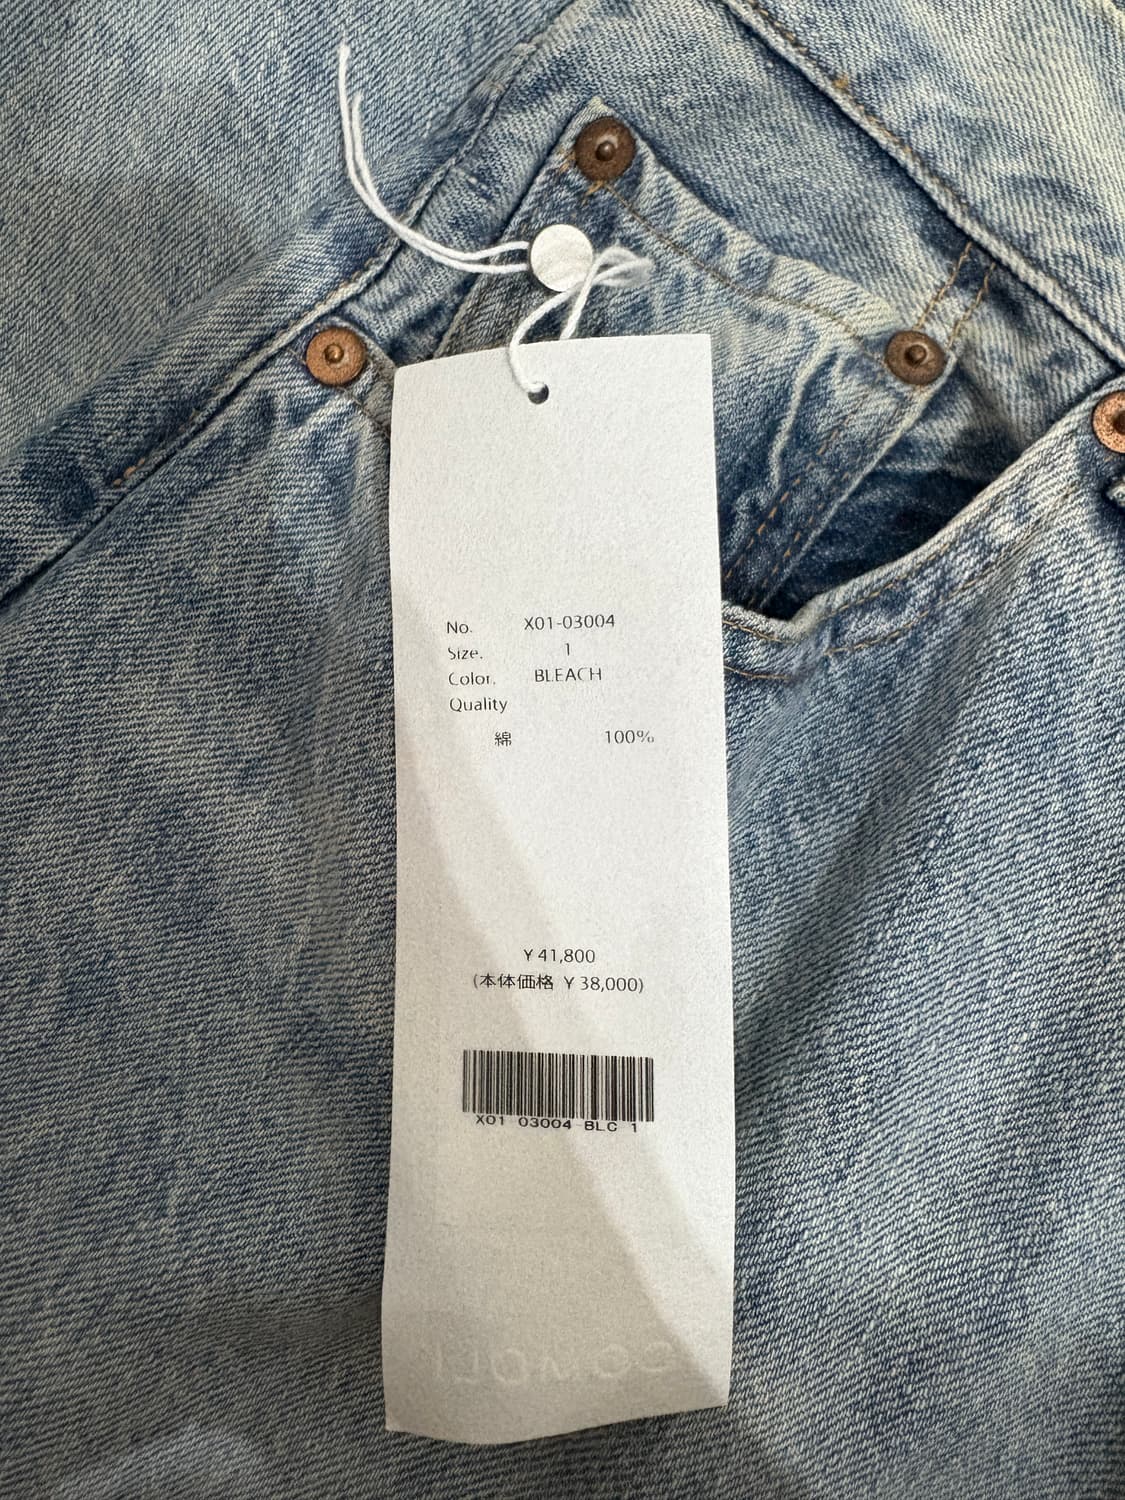 No. X01-03004
Size. 1
Color. BLEACH
Quality
綿 100%
¥ 41,800
(本体価格 ¥ 38,000)
X01 03004 BLC 1
COMOLI